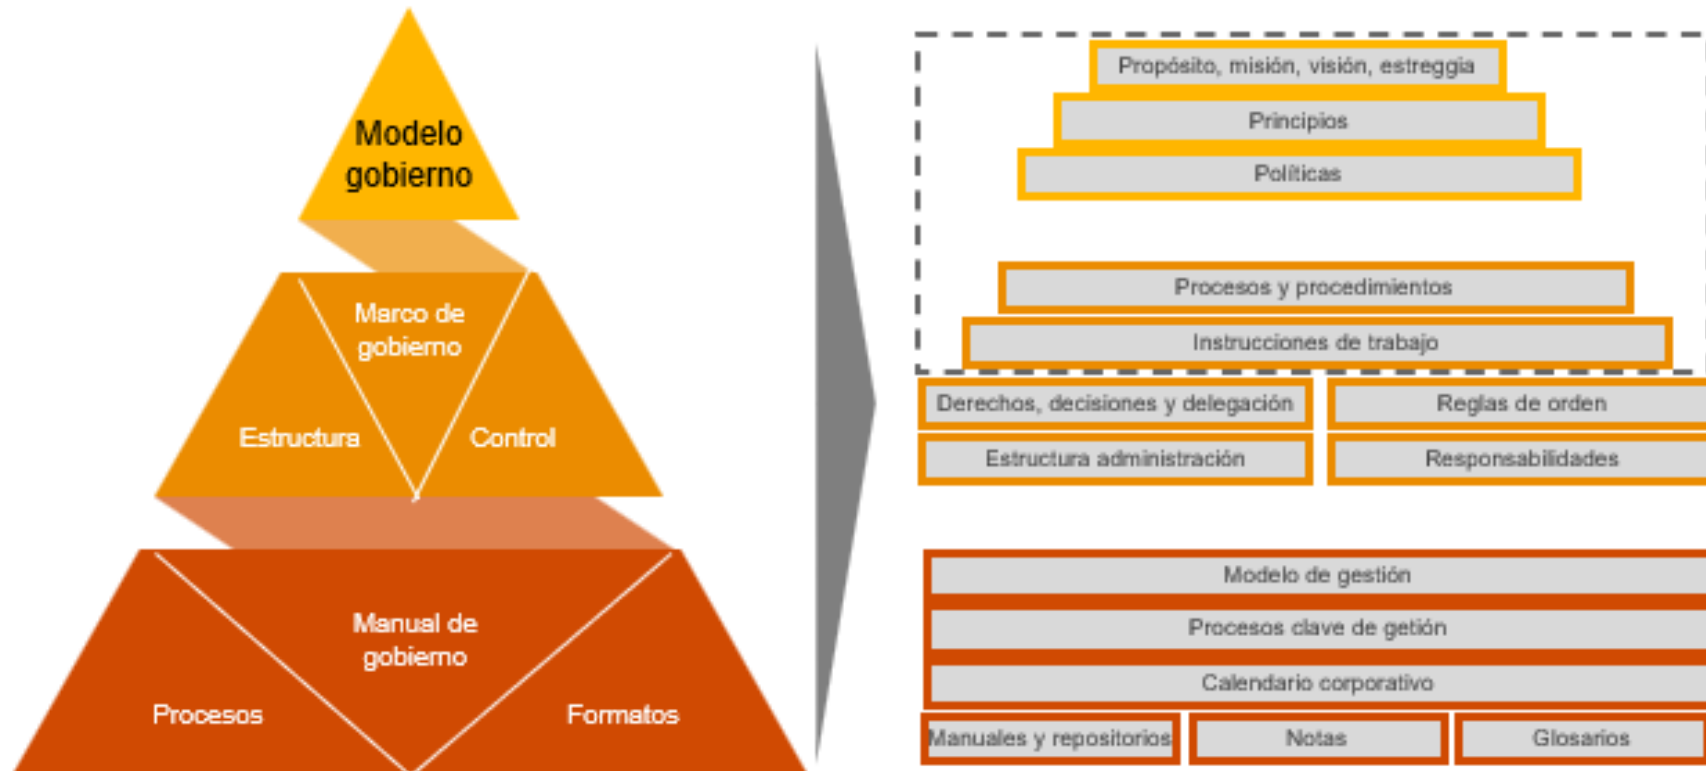 Modelo
gobierno
Marco de
gobierno
Estructura
Control
Manual de
gobierno
Procesos
Formatos
Propósito, misión, visión, estreggia
Principios
Políticas
Procesos y procedimientos
Instrucciones de trabajo
Derechos, decisiones y delegación
Reglas de orden
Estructura administración
Responsabilidades
Modelo de gestión
Procesos clave de getión
Calendario corporativo
Manuales y repositorios
Notas
Glosarios